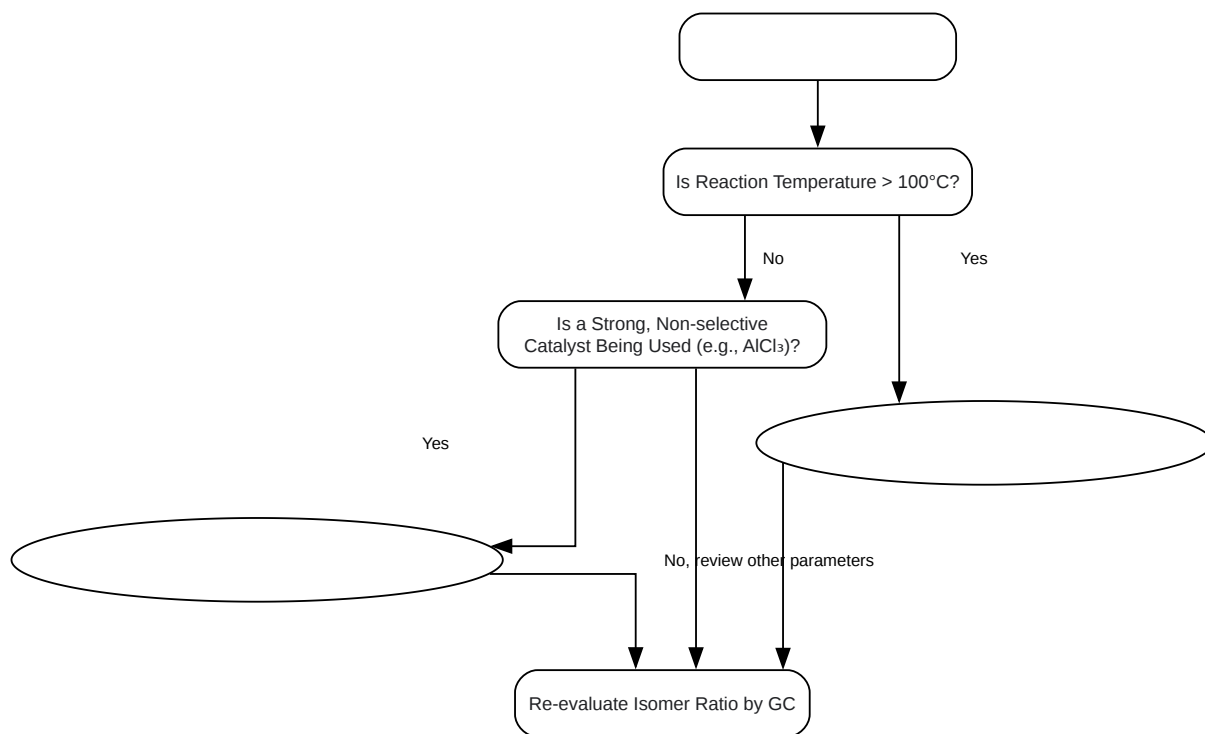 Is Reaction Temperature > 100°C?
No
Yes
Is a Strong, Non-selective
Catalyst Being Used (e.g., AlCl₃)?
Yes
No, review other parameters
Re-evaluate Isomer Ratio by GC